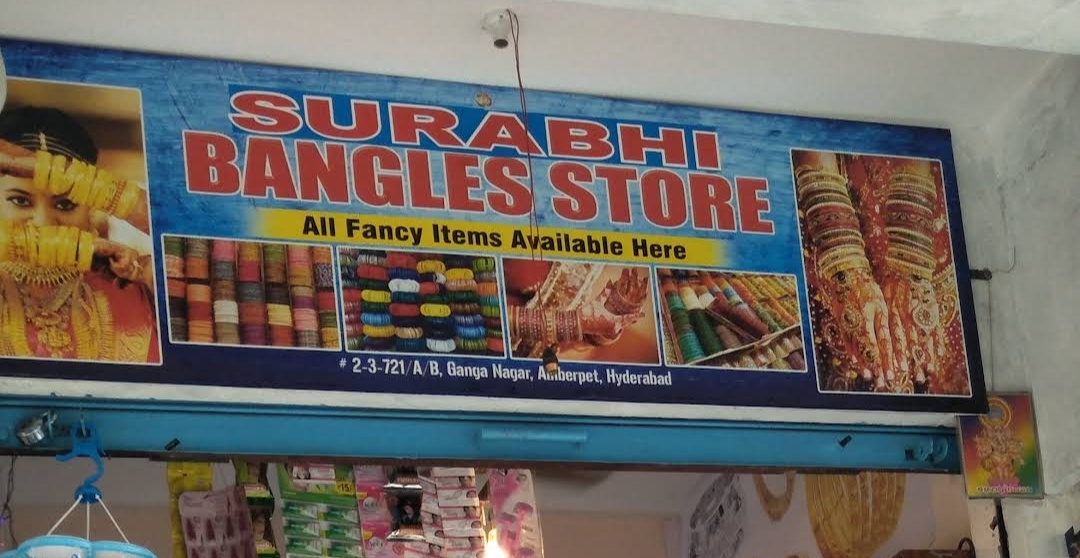 SURABHI
BANGLES STORE
All Fancy Items Available Here
# 2-3-721/A/B, Ganga Nagar, Amberpet, Hyderabad